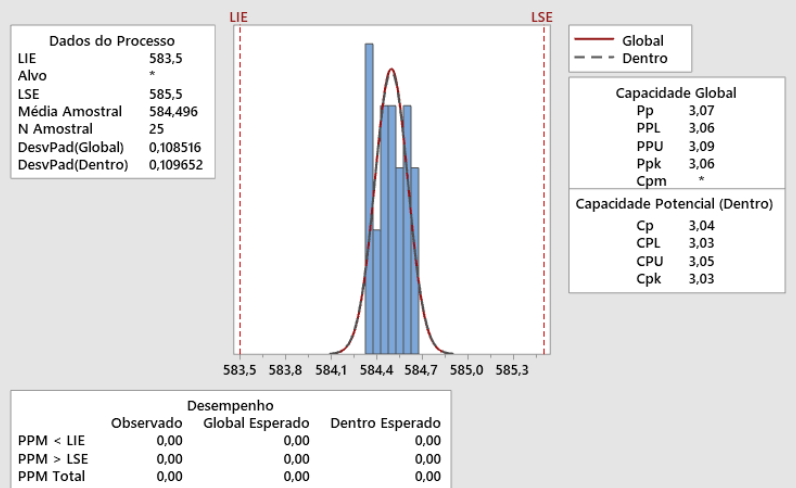 LIE LSE
Dados do Processo
LIE 583,5
Alvo *
LSE 585,5
Média Amostral 584,496
N Amostral 25
DesvPad(Global) 0,108516
DesvPad(Dentro) 0,109652
Global
Dentro
Capacidade Global
Pp 3,07
PPL 3,06
PPU 3,09
Ppk 3,06
Cpm *
Capacidade Potencial (Dentro)
Cp 3,04
CPL 3,03
CPU 3,05
Cpk 3,03
583,5 583,8 584,1 584,4 584,7 585,0 585,3
Desempenho
Observado Global Esperado Dentro Esperado
PPM < LIE 0,00 0,00 0,00
PPM > LSE 0,00 0,00 0,00
PPM Total 0,00 0,00 0,00